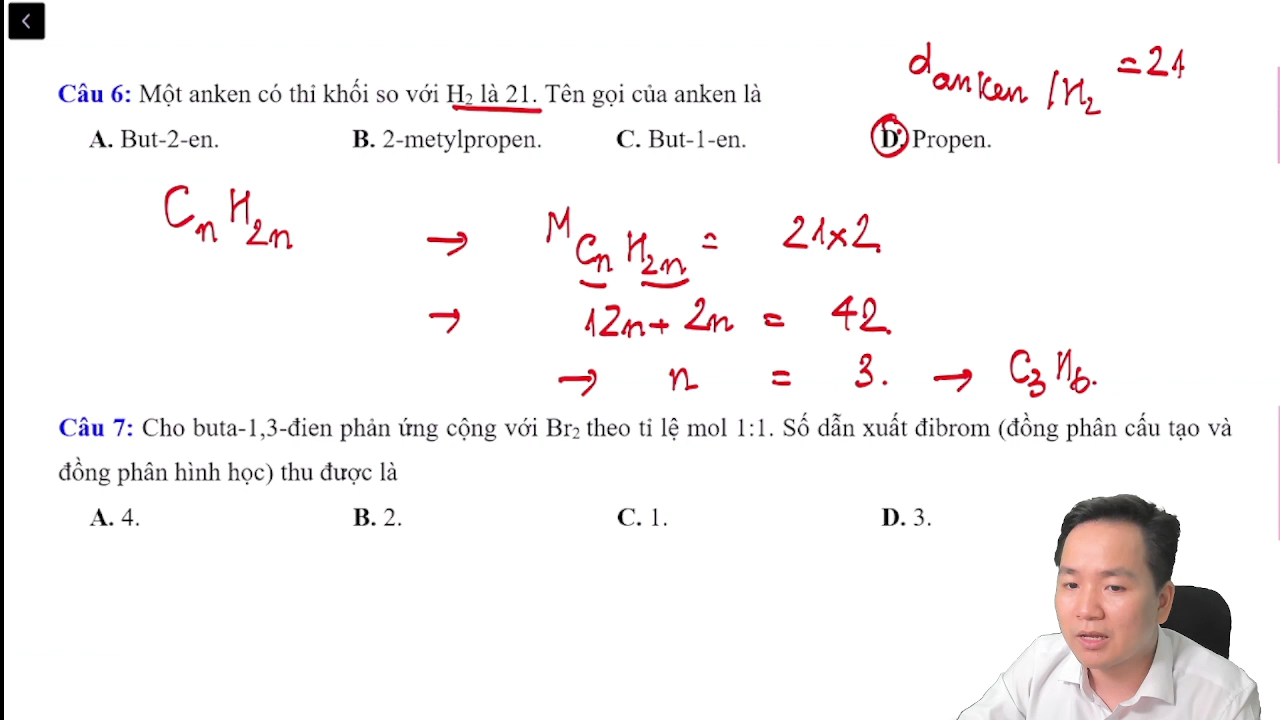 d anken / H2 = 21
Câu 6: Một anken có thỉ khối so với H2 là 21. Tên gọi của anken là
A. But-2-en. B. 2-metylpropen. C. But-1-en. D. Propen.
CnH2n → M CnH2n = 21×2
→ 12n + 2n = 42
→ n = 3. → C3H6.
Câu 7: Cho buta-1,3-đien phản ứng cộng với Br2 theo tỉ lệ mol 1:1. Số dẫn xuất đibrom (đồng phân cấu tạo và
đồng phân hình học) thu được là
A. 4. B. 2. C. 1. D. 3.